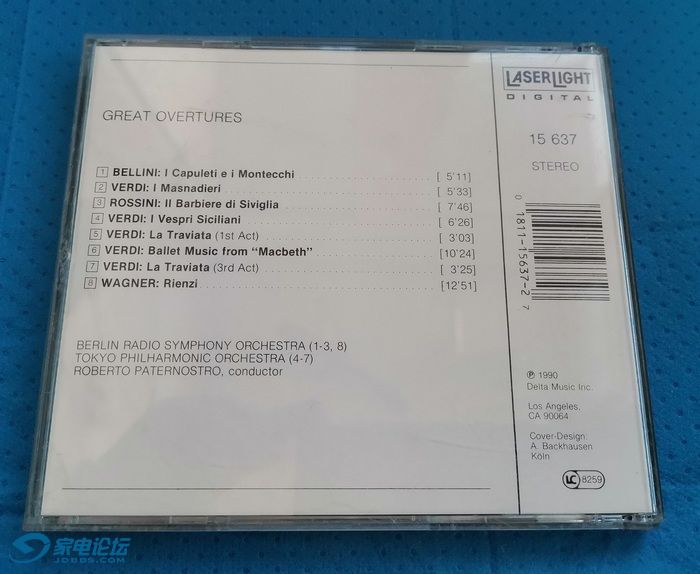 GREAT OVERTURES
1 BELLINI: I Capuleti e i Montecchi [ 5'11]
2 VERDI: I Masnadieri [ 5'33]
3 ROSSINI: Il Barbiere di Siviglia [ 7'46]
4 VERDI: I Vespri Siciliani [ 6'26]
5 VERDI: La Traviata (1st Act) [ 3'03]
6 VERDI: Ballet Music from “Macbeth” [10'24]
7 VERDI: La Traviata (3rd Act) [ 3'25]
8 WAGNER: Rienzi [12'51]
BERLIN RADIO SYMPHONY ORCHESTRA (1-3, 8)
TOKYO PHILHARMONIC ORCHESTRA (4-7)
ROBERTO PATERNOSTRO, conductor
LASERLIGHT
DIGITAL
15 637
STEREO
0 1811-15637-2 7
℗ 1990
Delta Music Inc.
Los Angeles,
CA 90064
Cover-Design:
A. Backhausen
Köln
LC 8259
家电论坛
JDBBS.COM